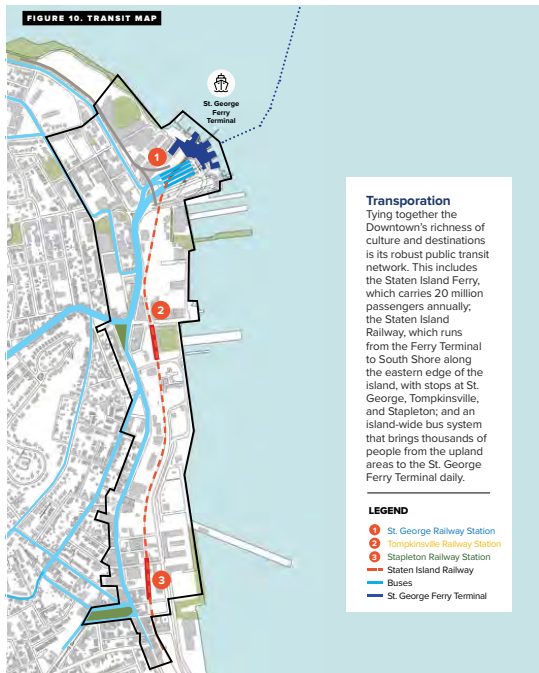 FIGURE 10. TRANSIT MAP
St. George
Ferry
Terminal
1
2
3
Transporation
Tying together the
Downtown's richness of
culture and destinations
is its robust public transit
network. This includes
the Staten Island Ferry,
which carries 20 million
passengers annually;
the Staten Island
Railway, which runs
from the Ferry Terminal
to South Shore along
the eastern edge of the
island, with stops at St.
George, Tompkinsville,
and Stapleton; and an
island-wide bus system
that brings thousands of
people from the upland
areas to the St. George
Ferry Terminal daily.
LEGEND
1 St. George Railway Station
2 Tompkinsville Railway Station
3 Stapleton Railway Station
Staten Island Railway
Buses
St. George Ferry Terminal